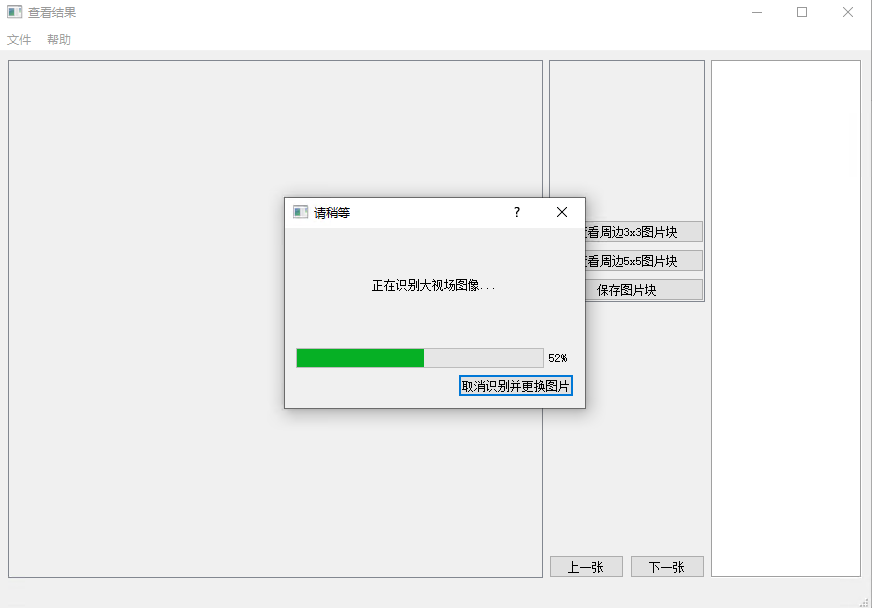 查看结果
文件 帮助
请稍等
?
看周边3x3图片块
看周边5x5图片块
正在识别大视场图像...
保存图片块
52%
取消识别并更换图片
上一张 下一张